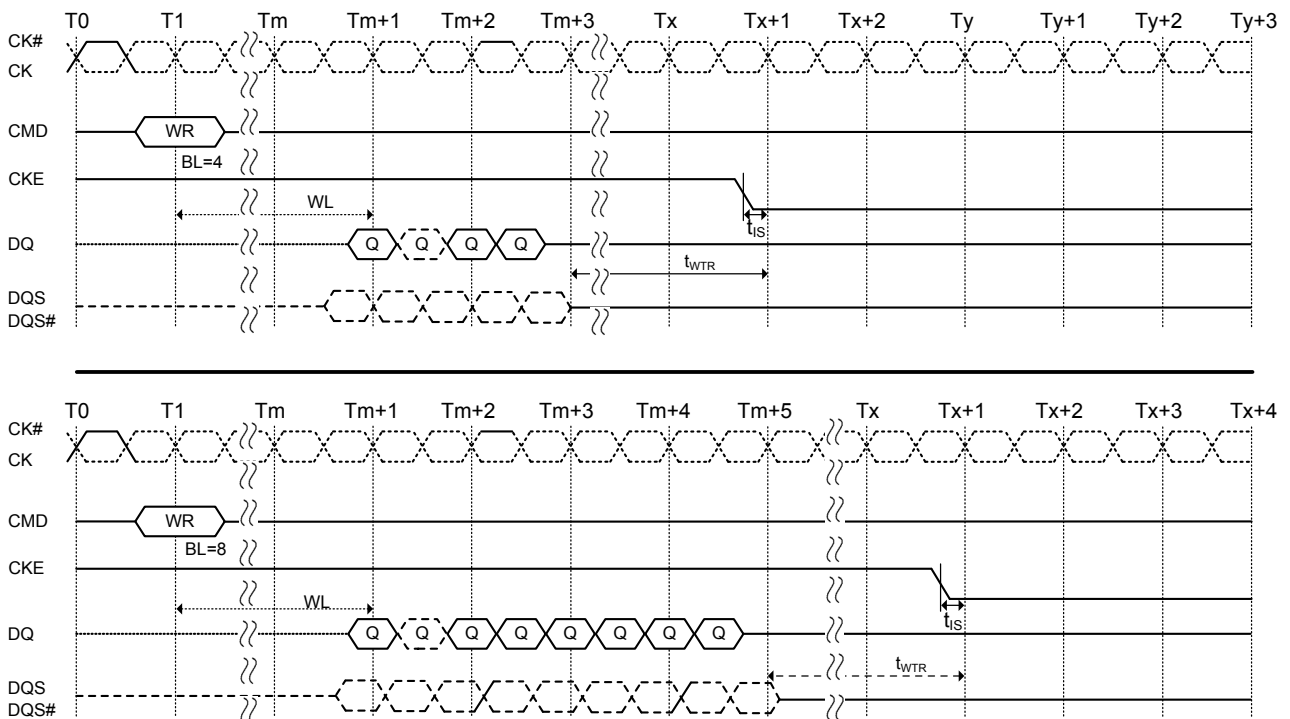 T0 T1 Tm Tm+1 Tm+2 Tm+3 Tx Tx+1 Tx+2 Ty Ty+1 Ty+2 Ty+3
CK#
CK
CMD WR
BL=4
CKE
WL
tIS
DQ Q Q Q Q
tWTR
DQS
DQS#
T0 T1 Tm Tm+1 Tm+2 Tm+3 Tm+4 Tm+5 Tx Tx+1 Tx+2 Tx+3 Tx+4
CK#
CK
CMD WR
BL=8
CKE
WL
tIS
DQ Q Q Q Q Q Q Q Q
tWTR
DQS
DQS#